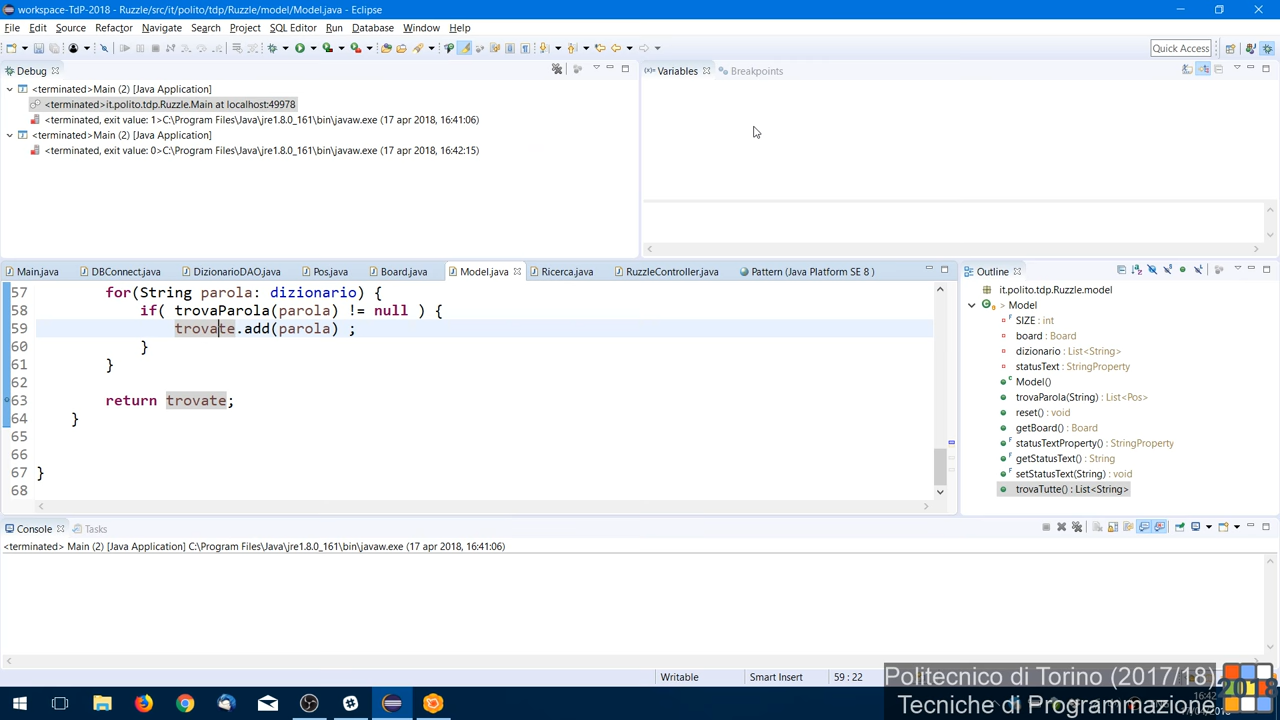 workspace-TdP-2018 - Ruzzle/src/it/polito/tdp/Ruzzle/model/Model.java - Eclipse
File Edit Source Refactor Navigate Search Project SQL Editor Run Database Window Help
Quick Access
Debug
<terminated>Main (2) [Java Application]
<terminated>it.polito.tdp.Ruzzle.Main at localhost:49978
<terminated, exit value: 1>C:\Program Files\Java\jre1.8.0_161\bin\javaw.exe (17 apr 2018, 16:41:06)
<terminated>Main (2) [Java Application]
<terminated, exit value: 0>C:\Program Files\Java\jre1.8.0_161\bin\javaw.exe (17 apr 2018, 16:42:15)
(x)= Variables Breakpoints
Main.java DBConnect.java DizionarioDAO.java Pos.java Board.java Model.java Ricerca.java RuzzleController.java Pattern (Java Platform SE 8 )
57 for(String parola: dizionario) {
58 if( trovaParola(parola) != null ) {
59 trovate.add(parola) ;
60 }
61 }
62
63 return trovate;
64 }
65
66
67 }
68
Outline
it.polito.tdp.Ruzzle.model
> Model
SIZE : int
board : Board
dizionario : List<String>
statusText : StringProperty
Model()
trovaParola(String) : List<Pos>
reset() : void
getBoard() : Board
statusTextProperty() : StringProperty
getStatusText() : String
setStatusText(String) : void
trovaTutte() : List<String>
Console Tasks
<terminated> Main (2) [Java Application] C:\Program Files\Java\jre1.8.0_161\bin\javaw.exe (17 apr 2018, 16:41:06)
Writable Smart Insert 59 : 22
Politecnico di Torino (2017/18)
Tecniche di Programmazione
2018
16:42